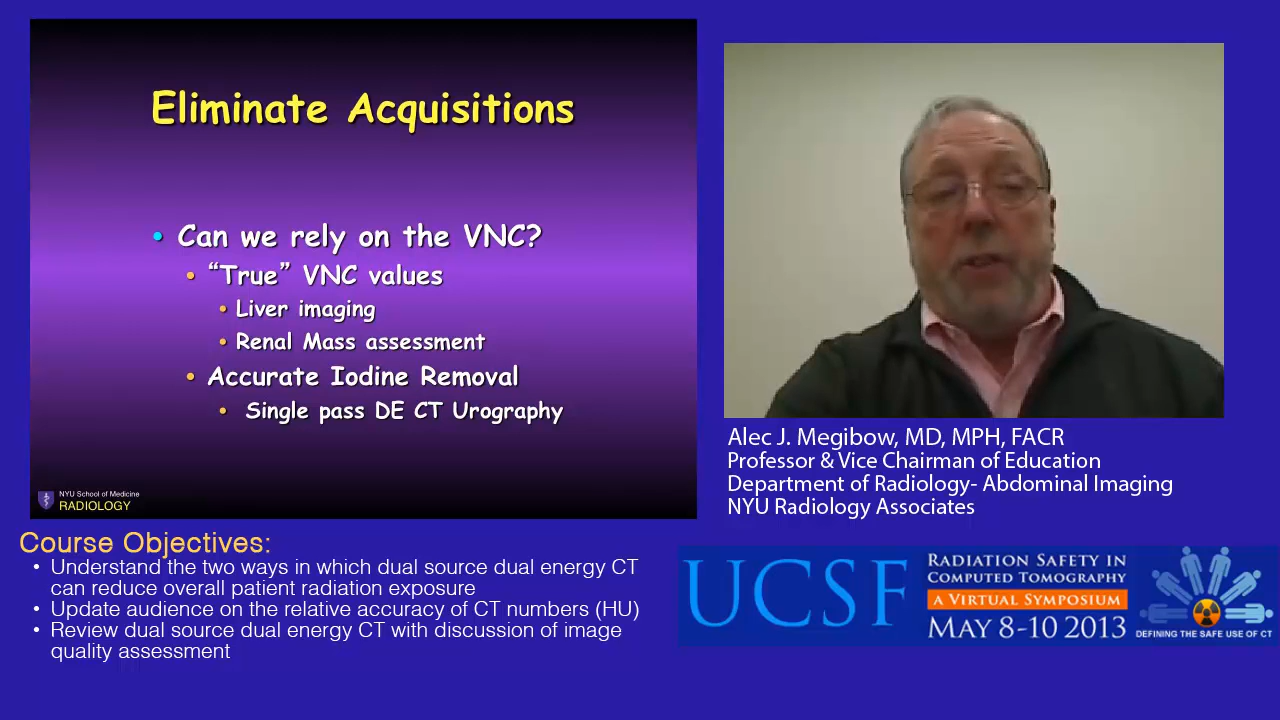 Eliminate Acquisitions
• Can we rely on the VNC?
• “True” VNC values
• Liver imaging
• Renal Mass assessment
• Accurate Iodine Removal
• Single pass DE CT Urography
NYU School of Medicine
RADIOLOGY
Alec J. Megibow, MD, MPH, FACR
Professor & Vice Chairman of Education
Department of Radiology- Abdominal Imaging
NYU Radiology Associates
Course Objectives:
• Understand the two ways in which dual source dual energy CT
can reduce overall patient radiation exposure
• Update audience on the relative accuracy of CT numbers (HU)
• Review dual source dual energy CT with discussion of image
quality assessment
UCSF
RADIATION SAFETY IN
COMPUTED TOMOGRAPHY
A VIRTUAL SYMPOSIUM
MAY 8-10 2013
DEFINING THE SAFE USE OF CT